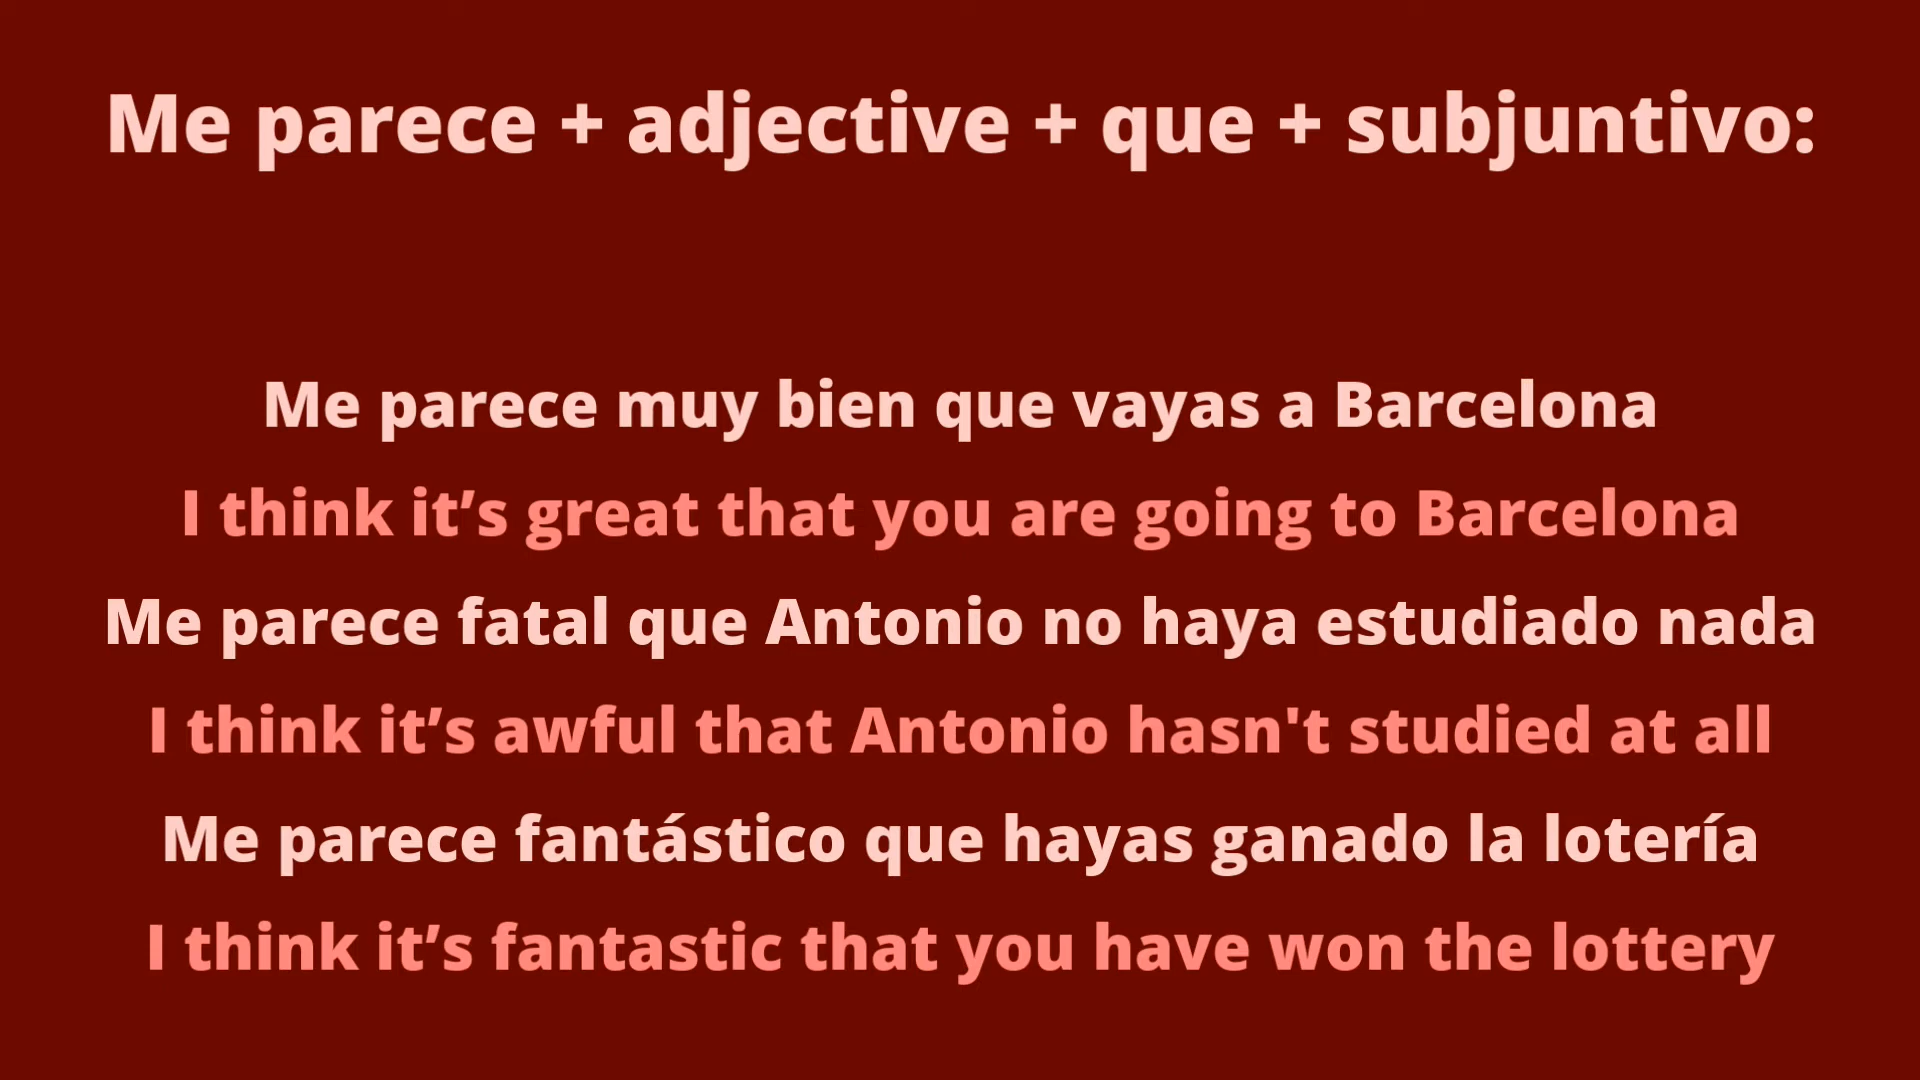 Me parece + adjective + que + subjuntivo:
Me parece muy bien que vayas a Barcelona
I think it’s great that you are going to Barcelona
Me parece fatal que Antonio no haya estudiado nada
I think it’s awful that Antonio hasn't studied at all
Me parece fantástico que hayas ganado la lotería
I think it’s fantastic that you have won the lottery